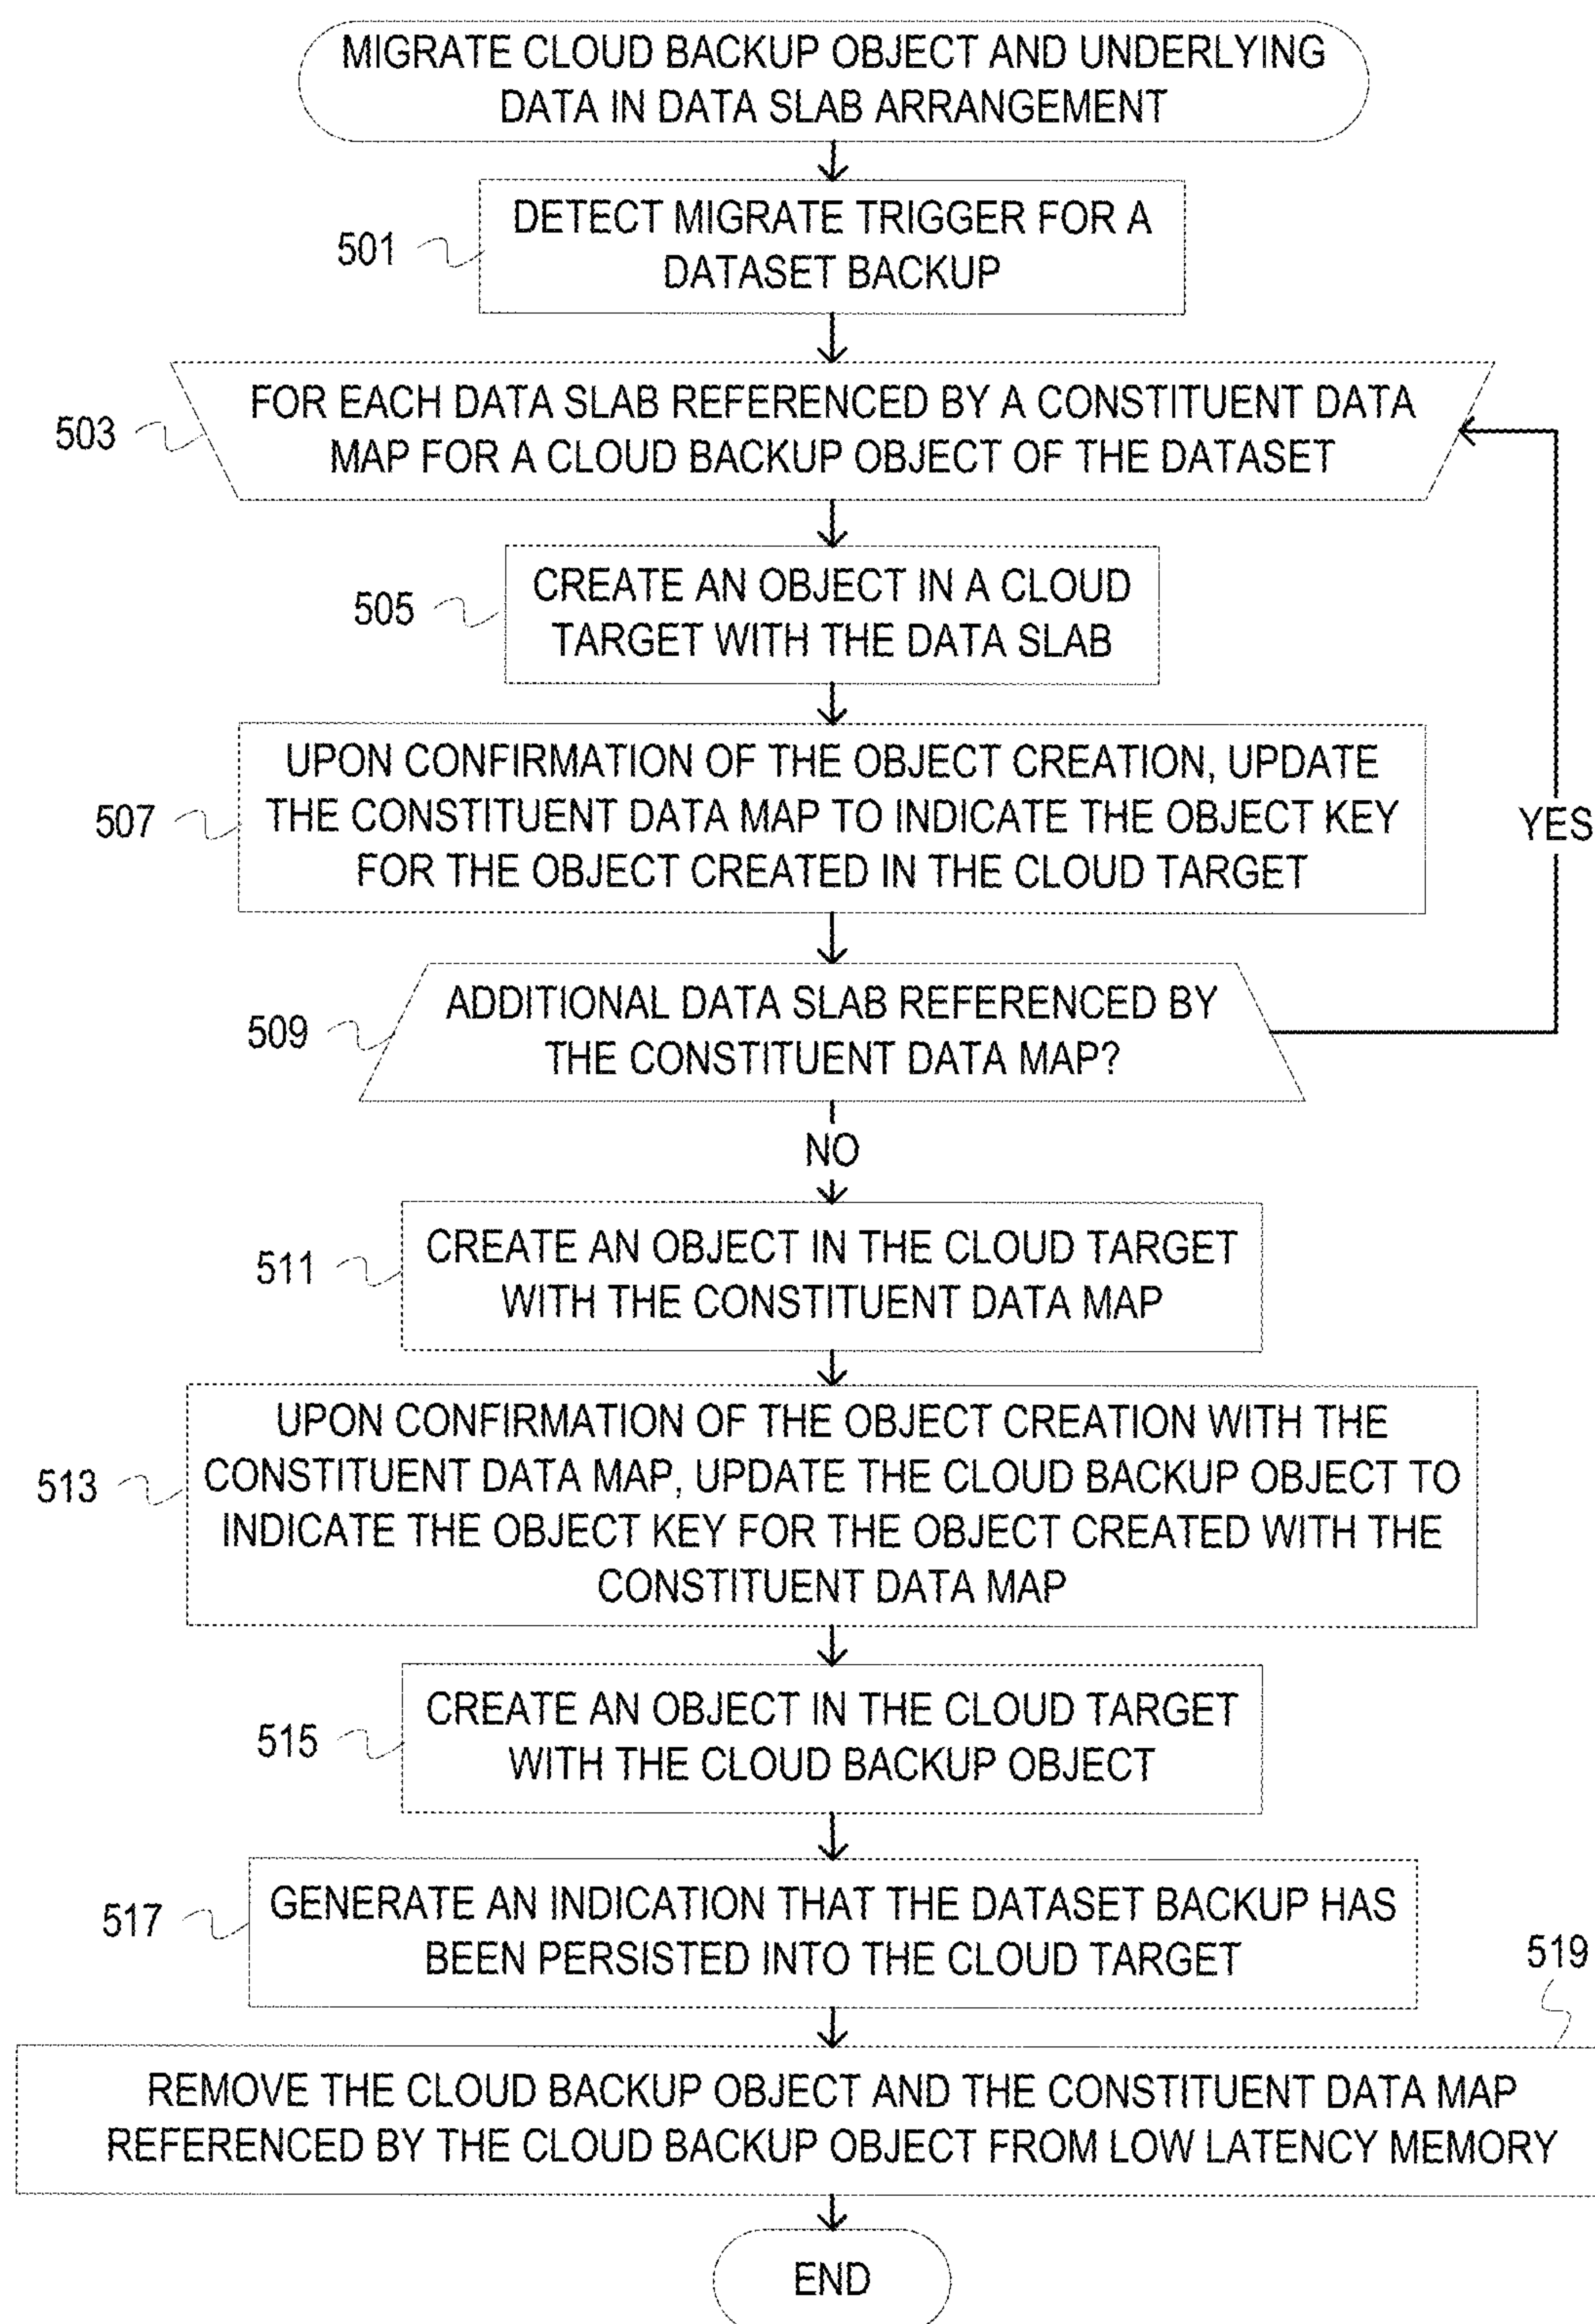 MIGRATE CLOUD BACKUP OBJECT AND UNDERLYING
DATA IN DATA SLAB ARRANGEMENT
501
DETECT MIGRATE TRIGGER FOR A
DATASET BACKUP
503
FOR EACH DATA SLAB REFERENCED BY A CONSTITUENT DATA
MAP FOR A CLOUD BACKUP OBJECT OF THE DATASET
505
CREATE AN OBJECT IN A CLOUD
TARGET WITH THE DATA SLAB
507
UPON CONFIRMATION OF THE OBJECT CREATION, UPDATE
THE CONSTITUENT DATA MAP TO INDICATE THE OBJECT KEY
FOR THE OBJECT CREATED IN THE CLOUD TARGET
YES
509
ADDITIONAL DATA SLAB REFERENCED BY
THE CONSTITUENT DATA MAP?
NO
511
CREATE AN OBJECT IN THE CLOUD TARGET
WITH THE CONSTITUENT DATA MAP
513
UPON CONFIRMATION OF THE OBJECT CREATION WITH THE
CONSTITUENT DATA MAP, UPDATE THE CLOUD BACKUP OBJECT TO
INDICATE THE OBJECT KEY FOR THE OBJECT CREATED WITH THE
CONSTITUENT DATA MAP
515
CREATE AN OBJECT IN THE CLOUD TARGET
WITH THE CLOUD BACKUP OBJECT
517
GENERATE AN INDICATION THAT THE DATASET BACKUP HAS
BEEN PERSISTED INTO THE CLOUD TARGET
519
REMOVE THE CLOUD BACKUP OBJECT AND THE CONSTITUENT DATA MAP
REFERENCED BY THE CLOUD BACKUP OBJECT FROM LOW LATENCY MEMORY
END